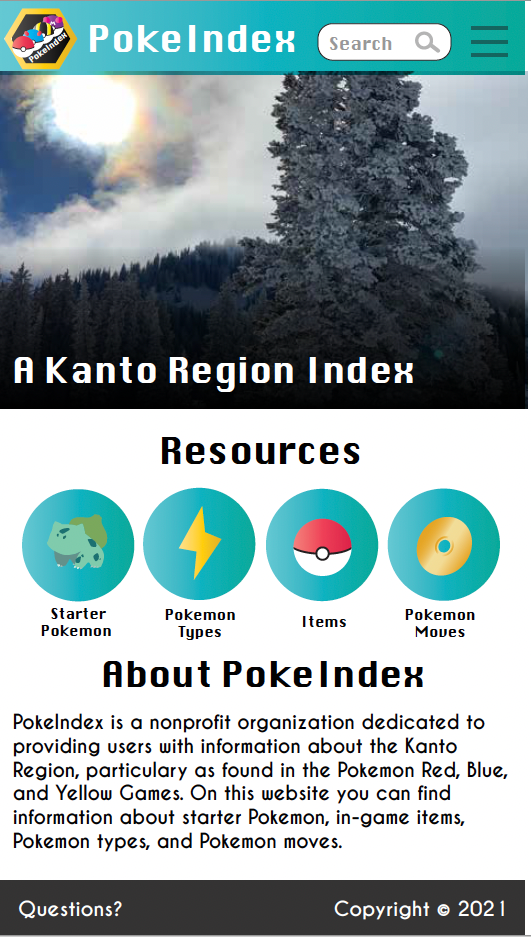 PokeIndex
PokeIndex
Search
A Kanto Region Index
Resources
Starter
Pokemon
Pokemon
Types
Items
Pokemon
Moves
About PokeIndex
PokeIndex is a nonprofit organization dedicated to
providing users with information about the Kanto
Region, particulary as found in the Pokemon Red, Blue,
and Yellow Games. On this website you can find
information about starter Pokemon, in-game items,
Pokemon types, and Pokemon moves.
Questions?
Copyright © 2021